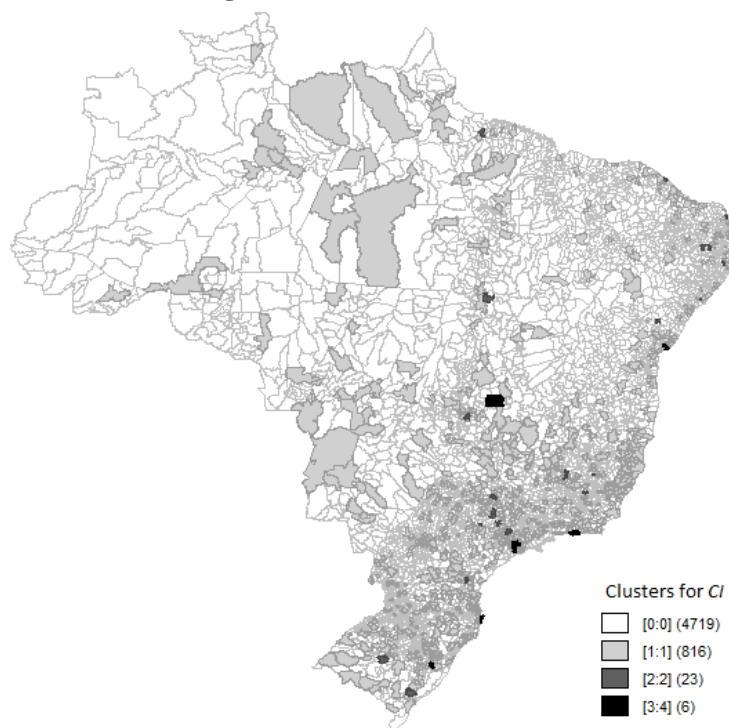 Clusters for CI
[0:0] (4719)
[1:1] (816)
[2:2] (23)
[3:4] (6)